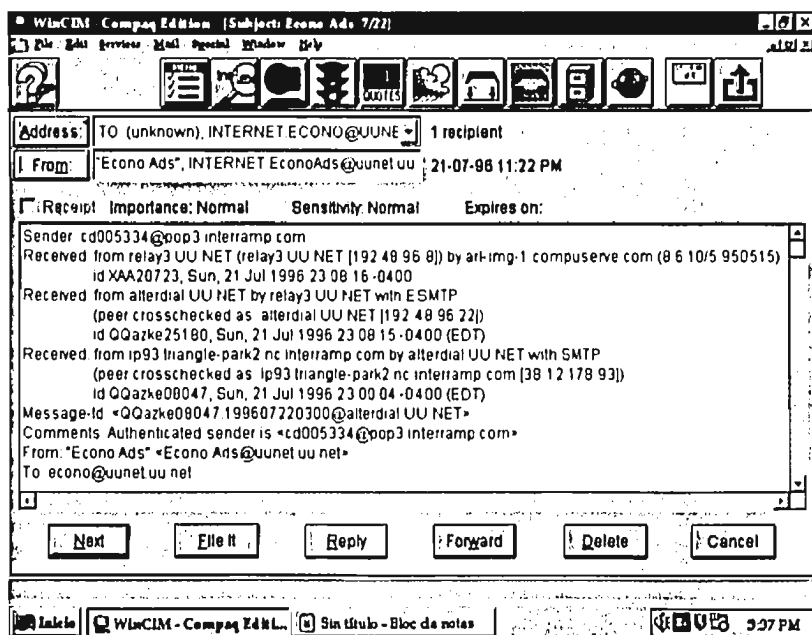 WinCIM - Compaq Edition - [Subject: Econo Ads 7/22]
File Edit Services Mail Special Window Help
QUOTES
Address: TO (unknown), INTERNET:ECONO@UUNE 1 recipient
From: "Econo Ads", INTERNET EconoAds@uunet uu 21-07-96 11:22 PM
Receipt Importance: Normal Sensitivity: Normal Expires on:
Sender cd005334@pop3 interramp com
Received from relay3 UU NET (relay3 UU NET [192 48 96 8]) by arl-img-1 compuserve com (8 6 10/5 950515)
id XAA20723, Sun, 21 Jul 1996 23 08 16 -0400
Received from alterdial UU NET by relay3 UU NET with ESMTP
(peer crosschecked as alterdial UU NET [192 48 96 22])
id QQazke25180, Sun, 21 Jul 1996 23 08 15 -0400 (EDT)
Received from ip93 triangle-park2 nc interramp com by alterdial UU NET with SMTP
(peer crosschecked as ip93 triangle-park2 nc interramp com [38 12 178 93])
id QQazke08047, Sun, 21 Jul 1996 23 00 04 -0400 (EDT)
Message-Id <QQazke08047 199607220300@alterdial UU NET>
Comments Authenticated sender is <cd005334@pop3 interramp com>
From: "Econo Ads" <Econo Ads@uunet uu net>
To econo@uunet uu net
Next File It Reply Forward Delete Cancel
Inicio WinCIM - Compaq Editi... Sin título - Bloc de notas 9:07 PM